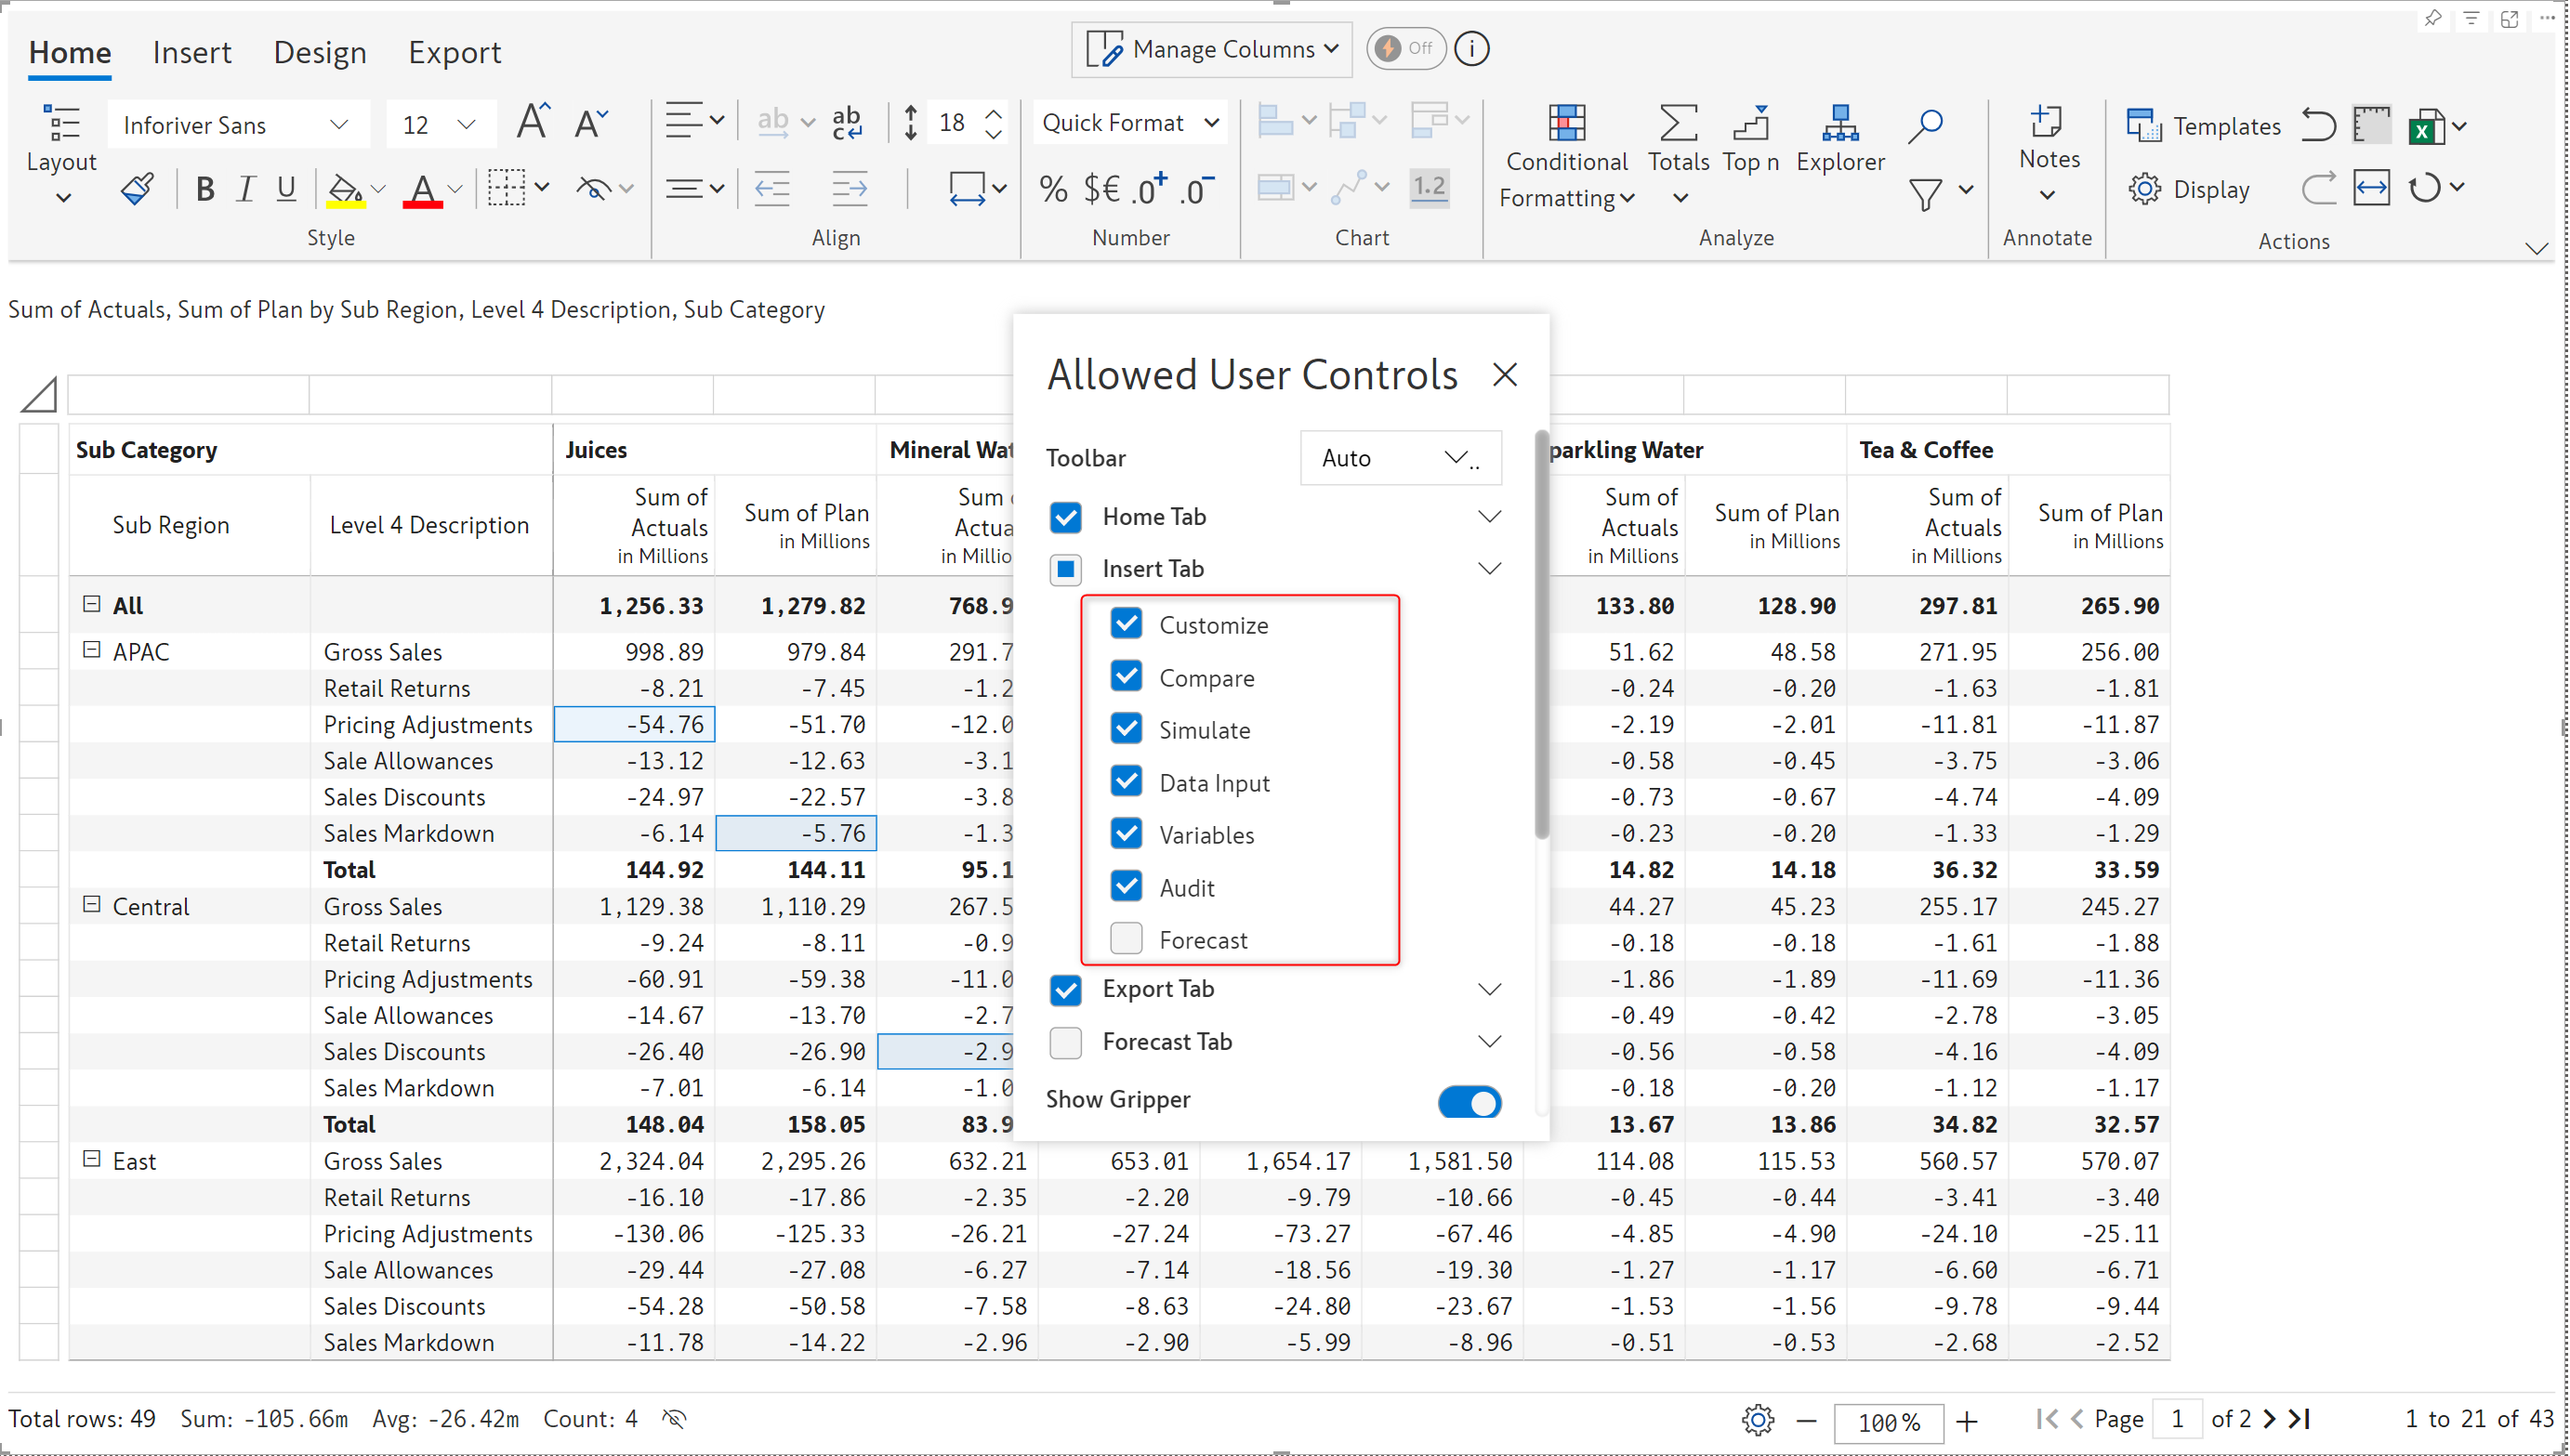 Home Insert Design Export Manage Columns Off i
Inforiver Sans 12 A A ab ab c 18 Quick Format
Layout Conditional Formatting Totals Top n Explorer Notes Templates
B I U A % $€ .0+ .0- 1.2 Display
Style Align Number Chart Analyze Annotate Actions
Sum of Actuals, Sum of Plan by Sub Region, Level 4 Description, Sub Category
Allowed User Controls
Toolbar Auto ..
Home Tab
Insert Tab
Customize
Compare
Simulate
Data Input
Variables
Audit
Forecast
Export Tab
Forecast Tab
Show Gripper
Sub Category Juices Mineral Wat parkling Water Tea & Coffee
Sub Region Level 4 Description Sum of Actuals in Millions Sum of Plan in Millions Sum Actua in Millio Sum of Actuals in Millions Sum of Plan in Millions Sum of Actuals in Millions Sum of Plan in Millions
All 1,256.33 1,279.82 768.9 133.80 128.90 297.81 265.90
APAC Gross Sales 998.89 979.84 291.7 51.62 48.58 271.95 256.00
Retail Returns -8.21 -7.45 -1.2 -0.24 -0.20 -1.63 -1.81
Pricing Adjustments -54.76 -51.70 -12.0 -2.19 -2.01 -11.81 -11.87
Sale Allowances -13.12 -12.63 -3.1 -0.58 -0.45 -3.75 -3.06
Sales Discounts -24.97 -22.57 -3.8 -0.73 -0.67 -4.74 -4.09
Sales Markdown -6.14 -5.76 -1.3 -0.23 -0.20 -1.33 -1.29
Total 144.92 144.11 95.1 14.82 14.18 36.32 33.59
Central Gross Sales 1,129.38 1,110.29 267.5 44.27 45.23 255.17 245.27
Retail Returns -9.24 -8.11 -0.9 -0.18 -0.18 -1.61 -1.88
Pricing Adjustments -60.91 -59.38 -11.0 -1.86 -1.89 -11.69 -11.36
Sale Allowances -14.67 -13.70 -2.7 -0.49 -0.42 -2.78 -3.05
Sales Discounts -26.40 -26.90 -2.9 -0.56 -0.58 -4.16 -4.09
Sales Markdown -7.01 -6.14 -1.0 -0.18 -0.20 -1.12 -1.17
Total 148.04 158.05 83.9 13.67 13.86 34.82 32.57
East Gross Sales 2,324.04 2,295.26 632.21 653.01 1,654.17 1,581.50 114.08 115.53 560.57 570.07
Retail Returns -16.10 -17.86 -2.35 -2.20 -9.79 -10.66 -0.45 -0.44 -3.41 -3.40
Pricing Adjustments -130.06 -125.33 -26.21 -27.24 -73.27 -67.46 -4.85 -4.90 -24.10 -25.11
Sale Allowances -29.44 -27.08 -6.27 -7.14 -18.56 -19.30 -1.27 -1.17 -6.60 -6.71
Sales Discounts -54.28 -50.58 -7.58 -8.63 -24.80 -23.67 -1.53 -1.56 -9.78 -9.44
Sales Markdown -11.78 -14.22 -2.96 -2.90 -5.99 -8.96 -0.51 -0.53 -2.68 -2.52
Total rows: 49 Sum: -105.66m Avg: -26.42m Count: 4 100% Page 1 of 2 1 to 21 of 43